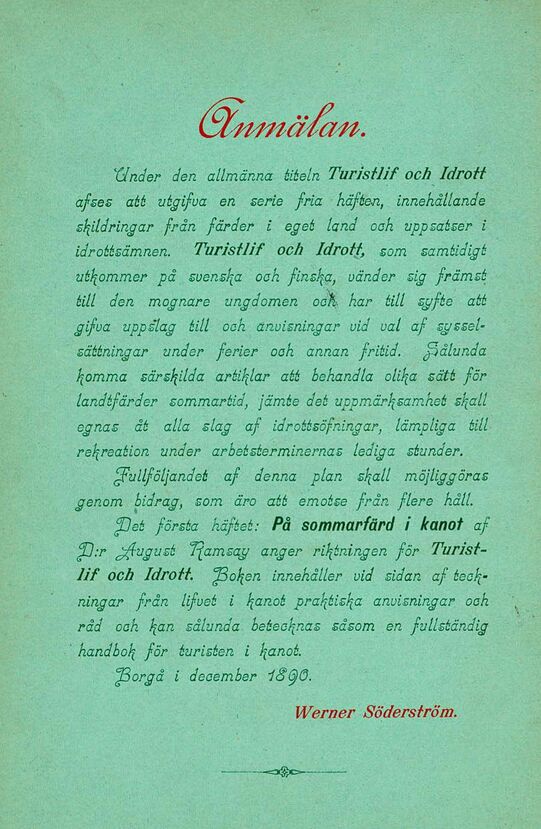 Anmälan.
Under den allmänna titeln Turistlif och Idrott
afses att utgifva en serie fria häften, innehållande
skildringar från färder i eget land och uppsatser i
idrottsämnen. Turistlif och Idrott, som samtidigt
utkommer på svenska och finska, vänder sig främst
till den mognare ungdomen och har till syfte att
gifva uppslag till och anvisningar vid val af syssel-
sättningar under ferier och annan fritid. Sålunda
komma särskilda artiklar att behandla olika sätt för
landtfärder sommartid, jämte det uppmärksamhet skall
egnas åt alla slag af idrottsöfningar, lämpliga till
rekreation under arbetsterminernas lediga stunder.
Fullföljandet af denna plan skall möjliggöras
genom bidrag, som äro att emotse från flere håll.
Det första häftet: På sommarfärd i kanot af
D:r August Ramsay anger riktningen för Turist-
lif och Idrott. Boken innehåller vid sidan af teck-
ningar från lifvet i kanot praktiska anvisningar och
råd och kan sålunda betecknas såsom en fullständig
handbok för turisten i kanot.
Borgå i december 1890.
Werner Söderström.